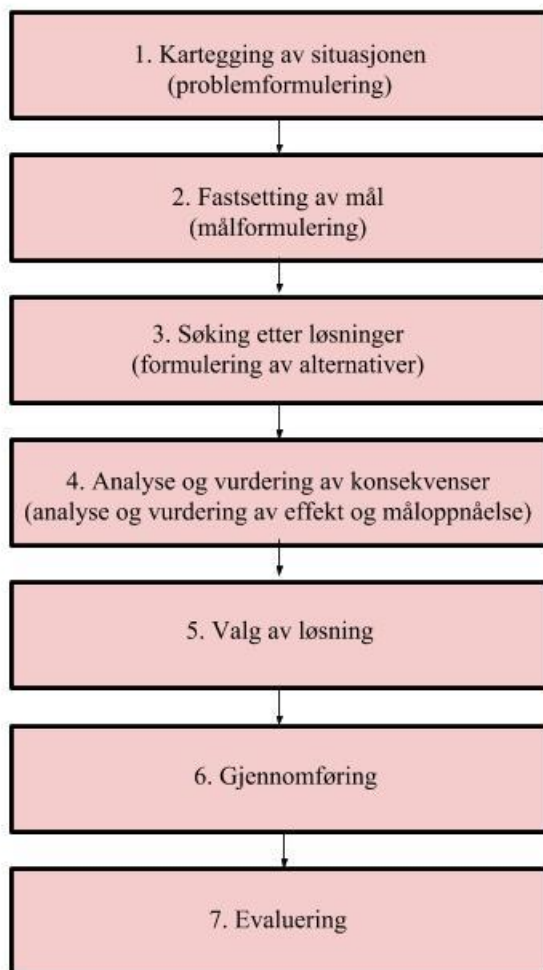 1. Kartegging av situasjonen
(problemformulering)
2. Fastsetting av mål
(målformulering)
3. Søking etter løsninger
(formulering av alternativer)
4. Analyse og vurdering av konsekvenser
(analyse og vurdering av effekt og måloppnåelse)
5. Valg av løsning
6. Gjennomføring
7. Evaluering